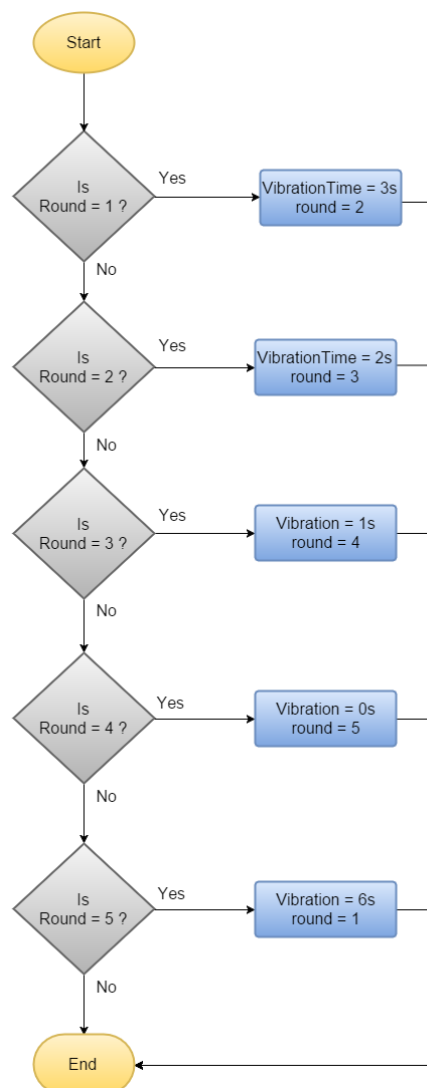 Start
Is
Round = 1 ?
Yes
VibrationTime = 3s
round = 2
No
Is
Round = 2 ?
Yes
VibrationTime = 2s
round = 3
No
Is
Round = 3 ?
Yes
Vibration = 1s
round = 4
No
Is
Round = 4 ?
Yes
Vibration = 0s
round = 5
No
Is
Round = 5 ?
Yes
Vibration = 6s
round = 1
No
End